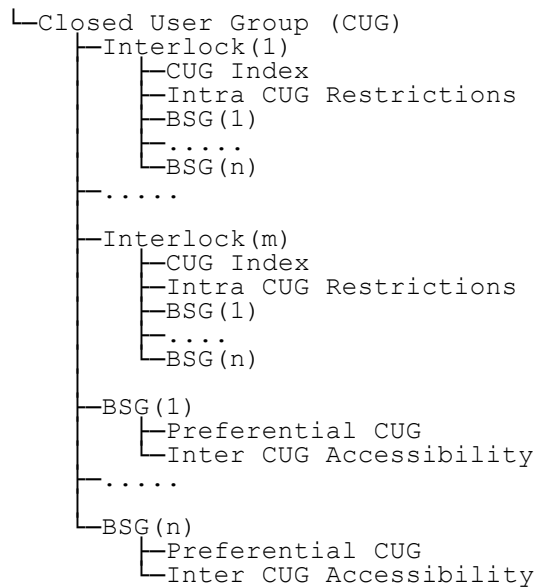 Closed User Group (CUG)
Interlock(1)
CUG Index
Intra CUG Restrictions
BSG(1)
.....
BSG(n)
.....
Interlock(m)
CUG Index
Intra CUG Restrictions
BSG(1)
....
BSG(n)
BSG(1)
Preferential CUG
Inter CUG Accessibility
.....
BSG(n)
Preferential CUG
Inter CUG Accessibility